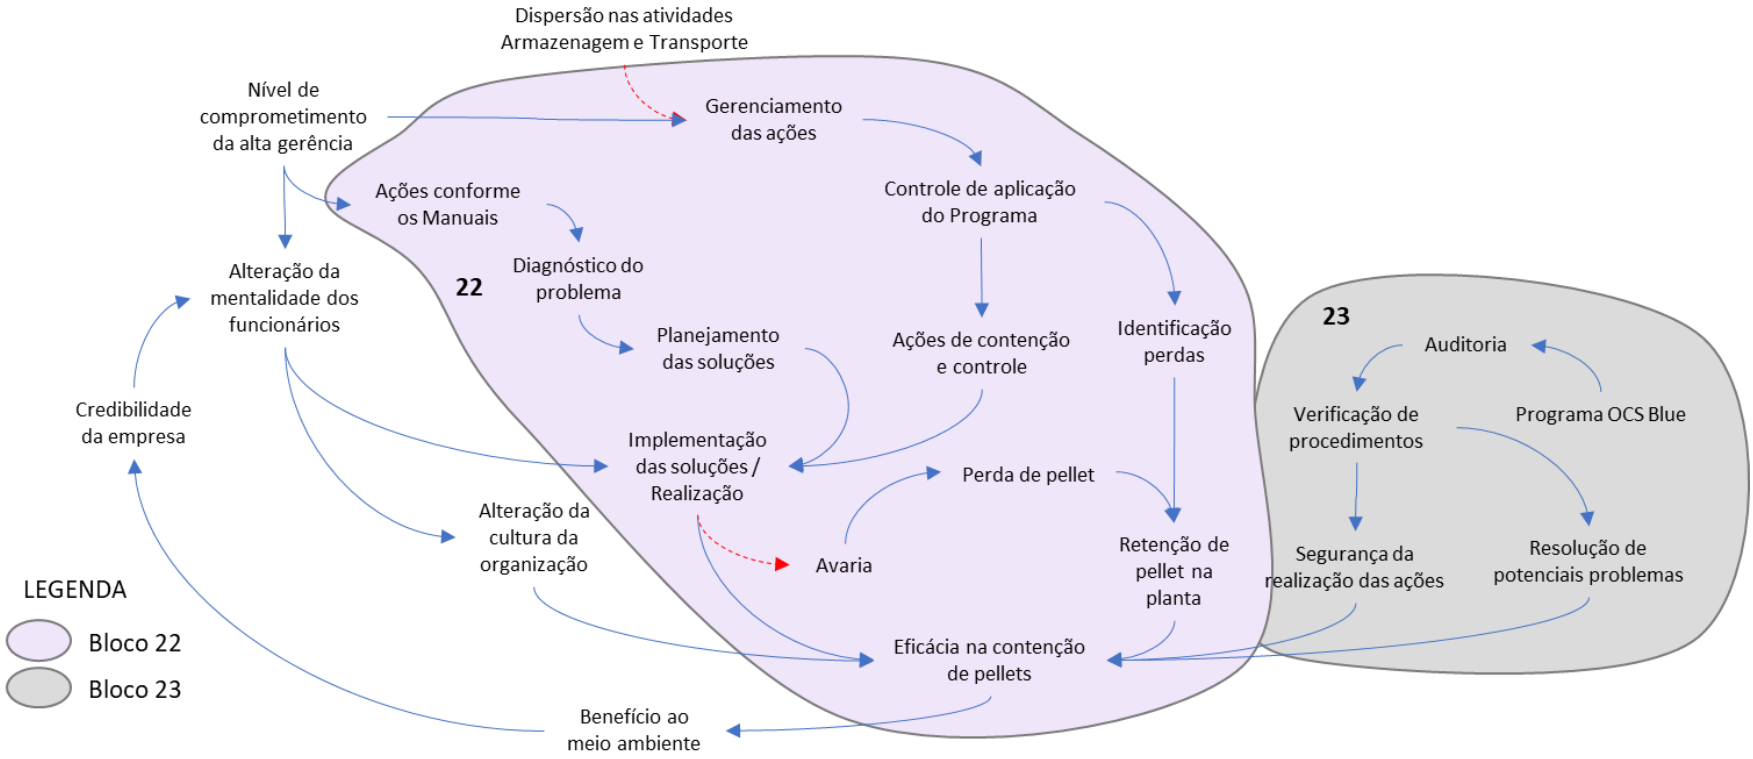 Dispersão nas atividades
Armazenagem e Transporte
Nível de
comprometimento
da alta gerência
Gerenciamento
das ações
Ações conforme
os Manuais
Controle de aplicação
do Programa
Diagnóstico do
problema
22
Alteração da
mentalidade dos
funcionários
Planejamento
das soluções
Ações de contenção
e controle
Identificação
perdas
23
Auditoria
Verificação de
procedimentos
Programa OCS Blue
Credibilidade
da empresa
Implementação
das soluções /
Realização
Perda de pellet
Alteração da
cultura da
organização
Avaria
Retenção de
pellet na
planta
Segurança da
realização das ações
Resolução de
potenciais problemas
Eficácia na contenção
de pellets
Benefício ao
meio ambiente
LEGENDA
Bloco 22
Bloco 23